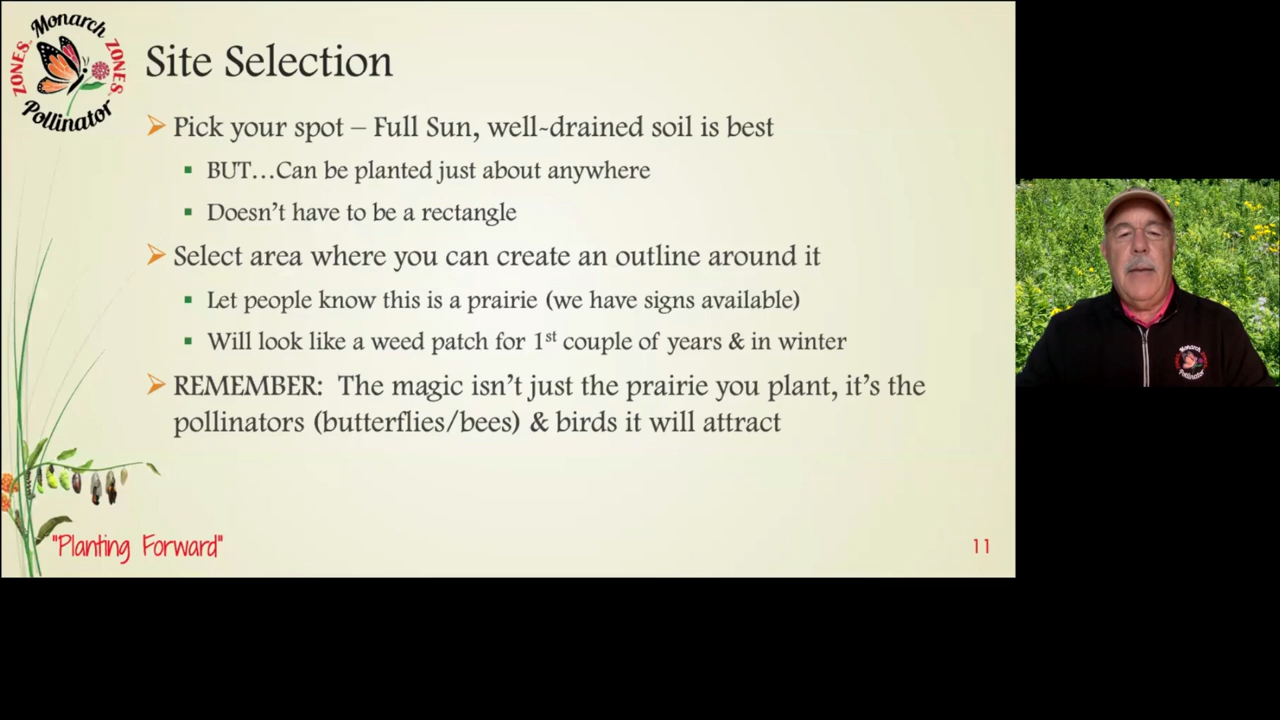 Monarch
ZONES
ZONES
Pollinator
Site Selection
Pick your spot – Full Sun, well-drained soil is best
BUT…Can be planted just about anywhere
Doesn't have to be a rectangle
Select area where you can create an outline around it
Let people know this is a prairie (we have signs available)
Will look like a weed patch for 1st couple of years & in winter
REMEMBER: The magic isn't just the prairie you plant, it's the
pollinators (butterflies/bees) & birds it will attract
"Planting Forward"
11
Monarch
Pollinator